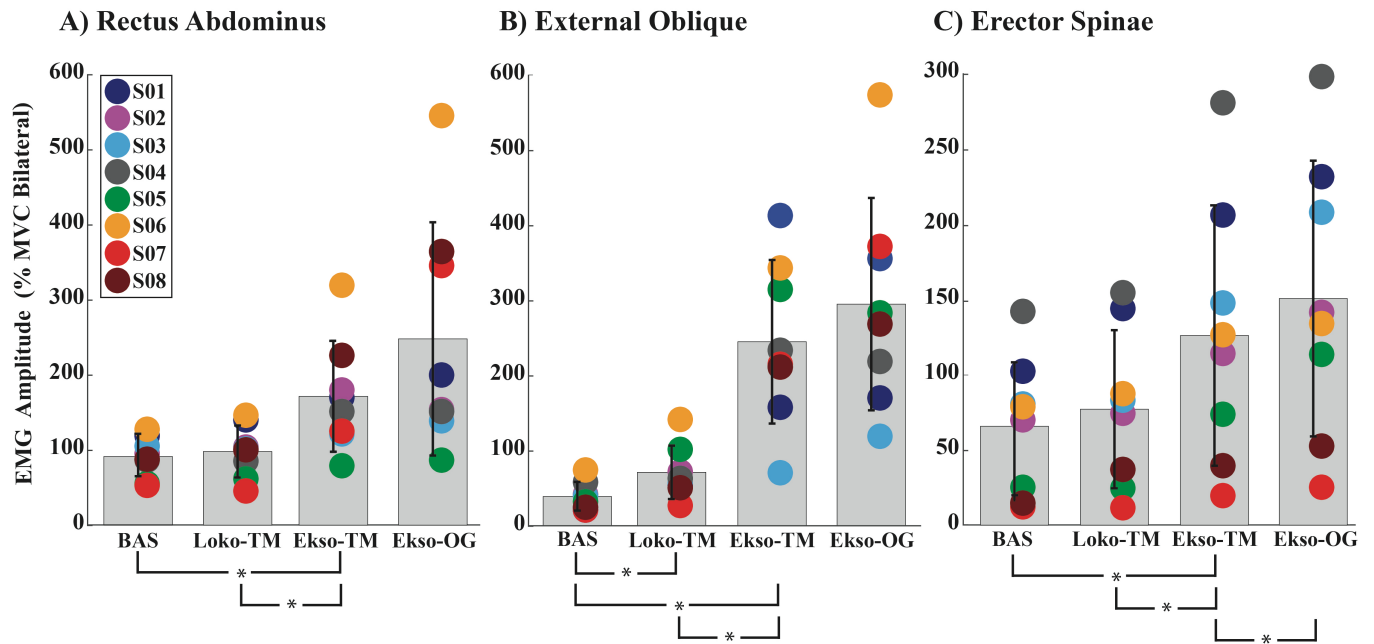 A) Rectus Abdominus
B) External Oblique
C) Erector Spinae
EMG Amplitude (% MVC Bilateral)
600
500
400
300
200
100
0
S01
S02
S03
S04
S05
S06
S07
S08
BAS Loko-TM Ekso-TM Ekso-OG
*
*
600
500
400
300
200
100
0
BAS Loko-TM Ekso-TM Ekso-OG
*
*
*
300
250
200
150
100
50
0
BAS Loko-TM Ekso-TM Ekso-OG
*
*
*